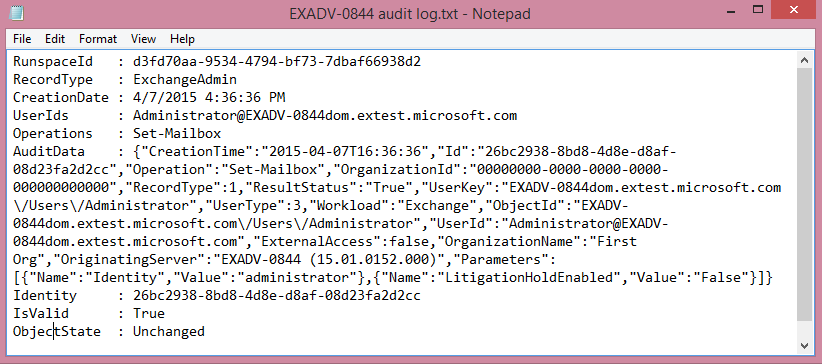 EXADV-0844 audit log.txt - Notepad
File Edit Format View Help
RunspaceId : d3fd70aa-9534-4794-bf73-7dbaf66938d2
RecordType : ExchangeAdmin
CreationDate : 4/7/2015 4:36:36 PM
UserIds : Administrator@EXADV-0844dom.extest.microsoft.com
Operations : Set-Mailbox
AuditData : {"CreationTime":"2015-04-07T16:36:36","Id":"26bc2938-8bd8-4d8e-d8af-
08d23fa2d2cc","Operation":"Set-Mailbox","OrganizationId":"00000000-0000-0000-0000-
000000000000","RecordType":1,"ResultStatus":"True","UserKey":"EXADV-0844dom.extest.microsoft.com
\/Users\/Administrator","UserType":3,"Workload":"Exchange","ObjectId":"EXADV-
0844dom.extest.microsoft.com\/Users\/Administrator","UserId":"Administrator@EXADV-
0844dom.extest.microsoft.com","ExternalAccess":false,"OrganizationName":"First
Org","OriginatingServer":"EXADV-0844 (15.01.0152.000)","Parameters":
[{"Name":"Identity","Value":"administrator"},{"Name":"LitigationHoldEnabled","Value":"False"}]}
Identity : 26bc2938-8bd8-4d8e-d8af-08d23fa2d2cc
IsValid : True
ObjectState : Unchanged